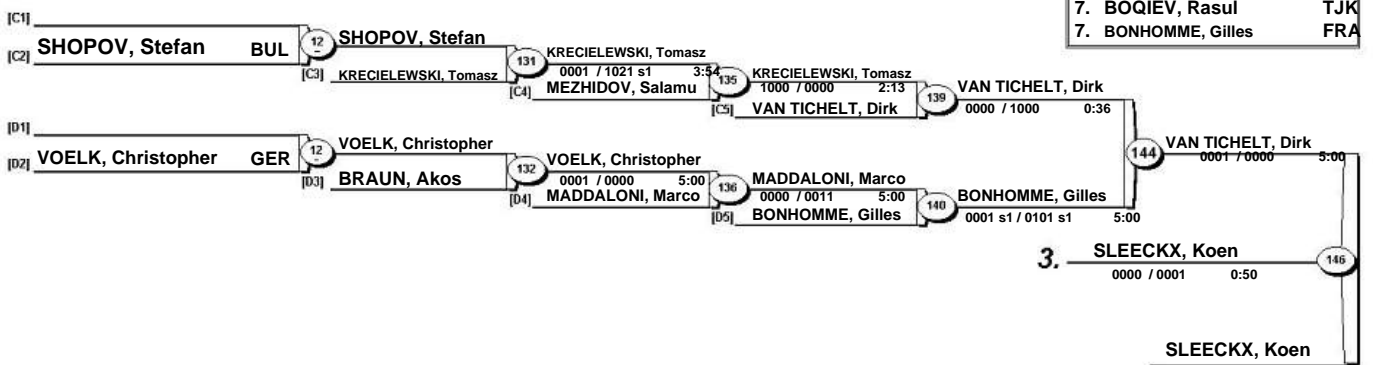 7. BOQIEV, Rasul TJK
7. BONHOMME, Gilles FRA
[C1]
[C2] SHOPOV, Stefan BUL
12
SHOPOV, Stefan
[C3] KRECIELEWSKI, Tomasz
131
KRECIELEWSKI, Tomasz
0001 / 1021 s1 3:54
[C4] MEZHIDOV, Salamu
135
KRECIELEWSKI, Tomasz
1000 / 0000 2:13
[C5] VAN TICHELT, Dirk
139
VAN TICHELT, Dirk
0000 / 1000 0:36
[D1]
[D2] VOELK, Christopher GER
12
VOELK, Christopher
[D3] BRAUN, Akos
132
VOELK, Christopher
0001 / 0000 5:00
[D4] MADDALONI, Marco
136
MADDALONI, Marco
0000 / 0011 5:00
[D5] BONHOMME, Gilles
140
BONHOMME, Gilles
0001 s1 / 0101 s1 5:00
144
VAN TICHELT, Dirk
0001 / 0000 5:00
3. SLEECKX, Koen
0000 / 0001 0:50
146
SLEECKX, Koen